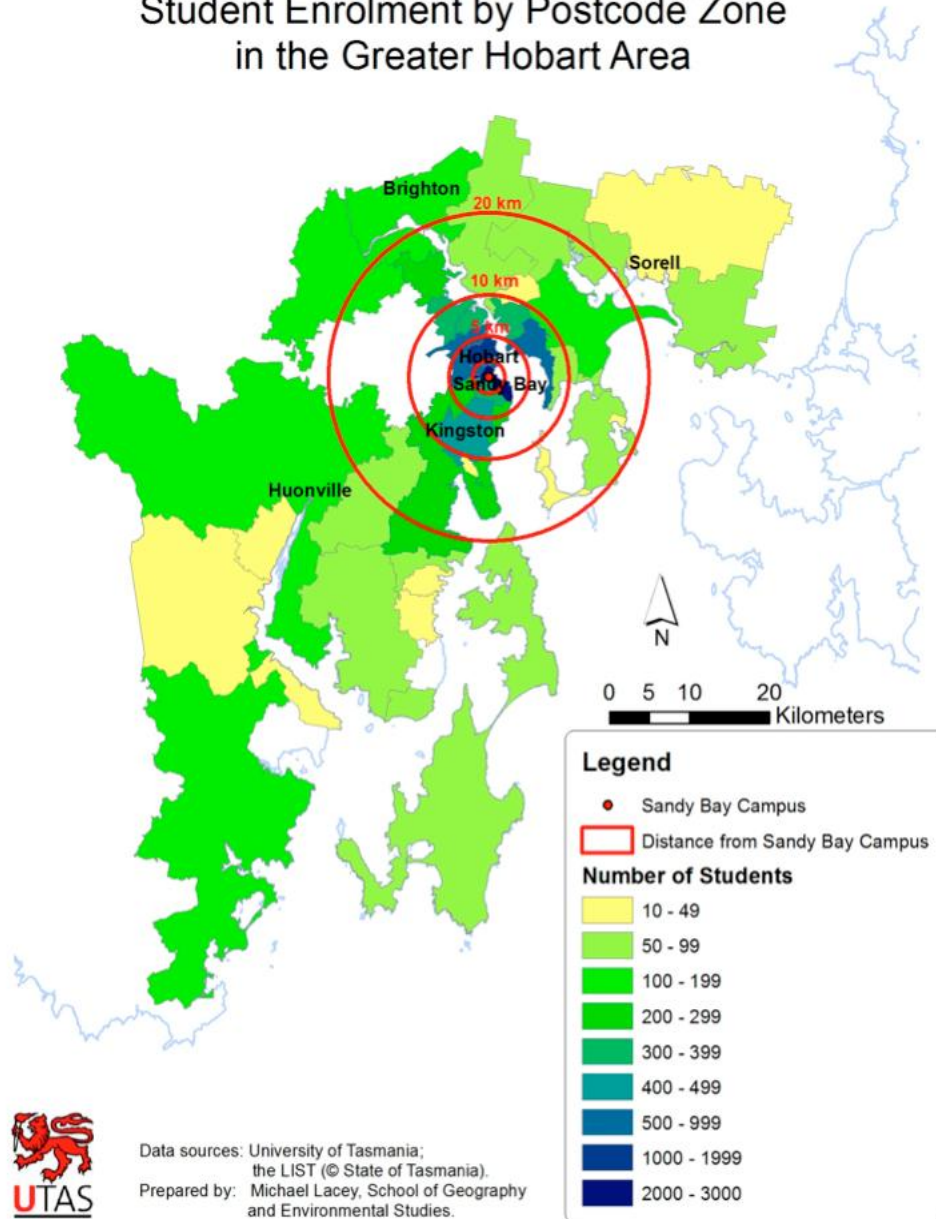 Student Enrolment by Postcode Zone
in the Greater Hobart Area
Brighton
20 km
Sorell
10 km
5 km
Hobart
Sandy Bay
Kingston
Huonville
N
0 5 10 20
Kilometers
Legend
Sandy Bay Campus
Distance from Sandy Bay Campus
Number of Students
10 - 49
50 - 99
100 - 199
200 - 299
300 - 399
400 - 499
500 - 999
1000 - 1999
2000 - 3000
UTAS
Data sources: University of Tasmania;
the LIST (© State of Tasmania).
Prepared by: Michael Lacey, School of Geography
and Environmental Studies.